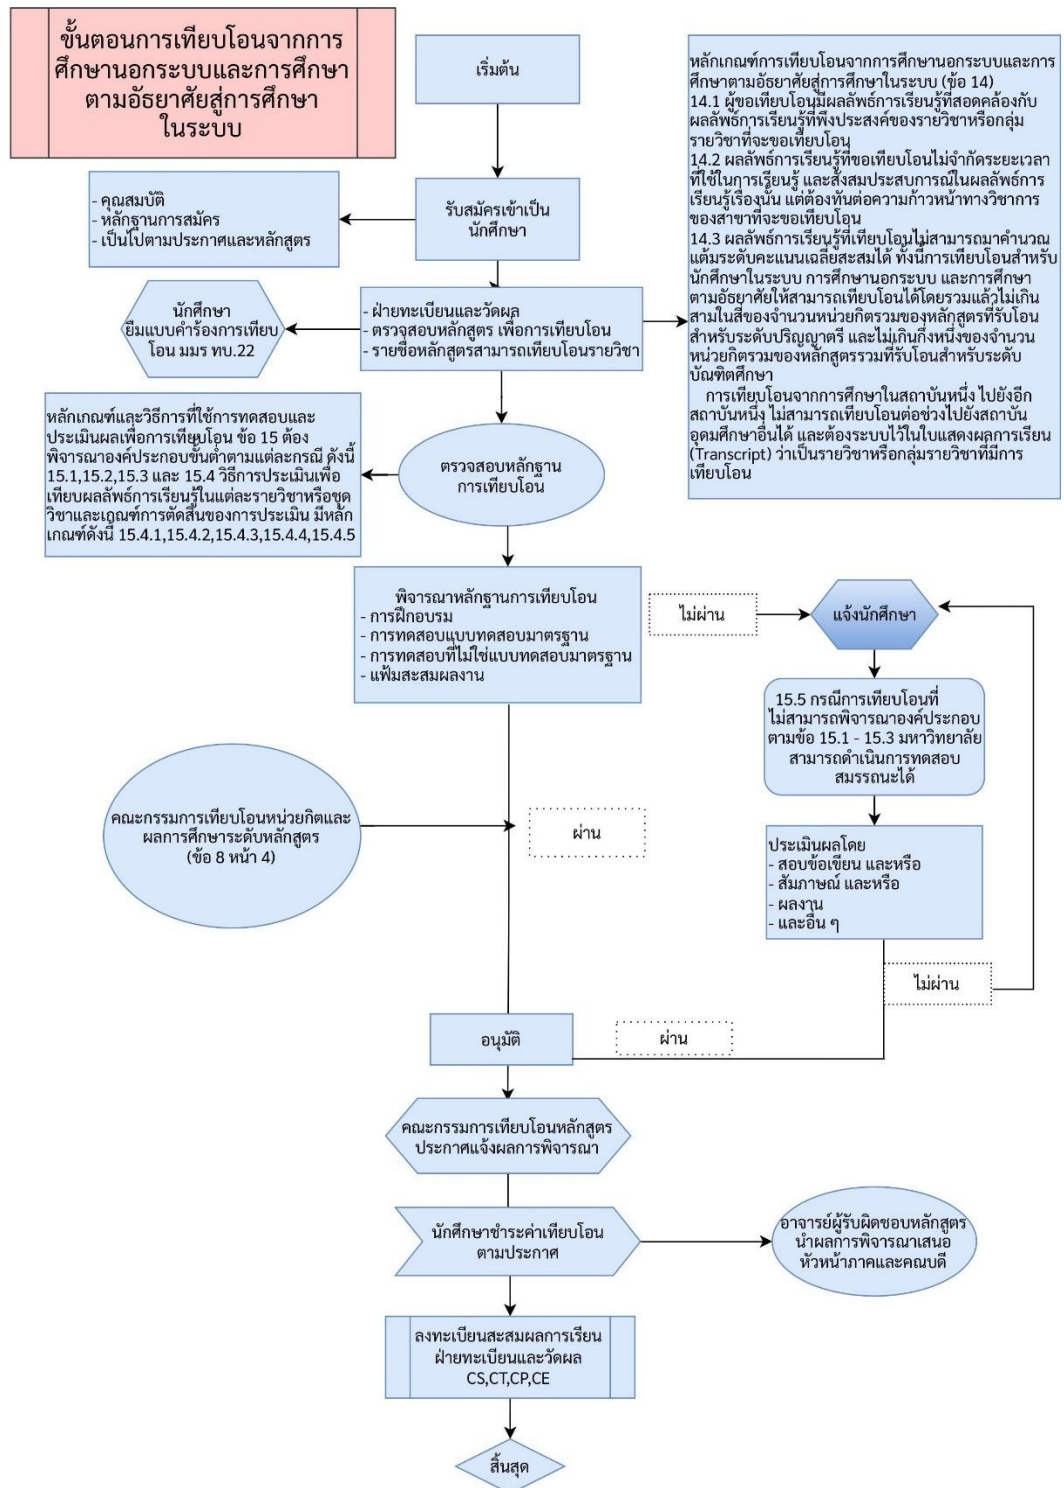 ขั้นตอนการเทียบโอนจากการ
ศึกษานอกระบบและการศึกษา
ตามอัธยาศัยสู่การศึกษา
ในระบบ
เริ่มต้น
หลักเกณฑ์การเทียบโอนจากการศึกษานอกระบบและการ
ศึกษาตามอัธยาศัยสู่การศึกษาในระบบ (ข้อ 14)
14.1 ผู้ขอเทียบโอนมีผลลัพธ์การเรียนรู้ที่สอดคล้องกับ
ผลลัพธ์การเรียนรู้ที่พึงประสงค์ของรายวิชาหรือกลุ่ม
รายวิชาที่จะขอเทียบโอน
14.2 ผลลัพธ์การเรียนรู้ที่ขอเทียบโอนไม่จำกัดระยะเวลา
ที่ใช้ในการเรียนรู้ และสั่งสมประสบการณ์ในผลลัพธ์การ
เรียนรู้เรื่องนั้น แต่ต้องทันต่อความก้าวหน้าทางวิชาการ
ของสาขาที่จะขอเทียบโอน
14.3 ผลลัพธ์การเรียนรู้ที่เทียบโอนไม่สามารถมาคำนวณ
แต้มระดับคะแนนเฉลี่ยสะสมได้ ทั้งนี้การเทียบโอนสำหรับ
นักศึกษาในระบบ การศึกษานอกระบบ และการศึกษา
ตามอัธยาศัยให้สามารถเทียบโอนได้โดยรวมแล้วไม่เกิน
สามในสี่ของจำนวนหน่วยกิตรวมของหลักสูตรที่รับโอน
สำหรับระดับปริญญาตรี และไม่เกินกึ่งหนึ่งของจำนวน
หน่วยกิตรวมของหลักสูตรรวมที่รับโอนสำหรับระดับ
บัณฑิตศึกษา
การเทียบโอนจากการศึกษาในสถาบันหนึ่ง ไปยังอีก
สถาบันหนึ่ง ไม่สามารถเทียบโอนต่อช่วงไปยังสถาบัน
อุดมศึกษาอื่นได้ และต้องระบุไว้ในใบแสดงผลการเรียน
(Transcript) ว่าเป็นรายวิชาหรือกลุ่มรายวิชาที่มีการ
เทียบโอน
- คุณสมบัติ
- หลักฐานการสมัคร
- เป็นไปตามประกาศและหลักสูตร
รับสมัครเข้าเป็น
นักศึกษา
นักศึกษา
ยืมแบบคำร้องการเทียบ
โอน มมร ทบ.22
- ฝ่ายทะเบียนและวัดผล
- ตรวจสอบหลักสูตร เพื่อการเทียบโอน
- รายชื่อหลักสูตรสามารถเทียบโอนรายวิชา
หลักเกณฑ์และวิธีการที่ใช้การทดสอบและ
ประเมินผลเพื่อการเทียบโอน ข้อ 15 ต้อง
พิจารณาองค์ประกอบขั้นต่ำตามแต่ละกรณี ดังนี้
15.1,15.2,15.3 และ 15.4 วิธีการประเมินเพื่อ
เทียบผลลัพธ์การเรียนรู้ในแต่ละรายวิชาหรือชุด
วิชาและเกณฑ์การตัดสินของการประเมิน มีหลัก
เกณฑ์ดังนี้ 15.4.1,15.4.2,15.4.3,15.4.4,15.4.5
ตรวจสอบหลักฐาน
การเทียบโอน
พิจารณาหลักฐานการเทียบโอน
- การฝึกอบรม
- การทดสอบแบบทดสอบมาตรฐาน
- การทดสอบที่ไม่ใช่แบบทดสอบมาตรฐาน
- แฟ้มสะสมผลงาน
ไม่ผ่าน
แจ้งนักศึกษา
15.5 กรณีการเทียบโอนที่
ไม่สามารถพิจารณาองค์ประกอบ
ตามข้อ 15.1 - 15.3 มหาวิทยาลัย
สามารถดำเนินการทดสอบ
สมรรถนะได้
คณะกรรมการเทียบโอนหน่วยกิตและ
ผลการศึกษาระดับหลักสูตร
(ข้อ 8 หน้า 4)
ผ่าน
ประเมินผลโดย
- สอบข้อเขียน และหรือ
- สัมภาษณ์ และหรือ
- ผลงาน
- และอื่น ๆ
ไม่ผ่าน
อนุมัติ
ผ่าน
คณะกรรมการเทียบโอนหลักสูตร
ประกาศแจ้งผลการพิจารณา
นักศึกษาชำระค่าเทียบโอน
ตามประกาศ
อาจารย์ผู้รับผิดชอบหลักสูตร
นำผลการพิจารณาเสนอ
หัวหน้าภาคและคณบดี
ลงทะเบียนสะสมผลการเรียน
ฝ่ายทะเบียนและวัดผล
CS,CT,CP,CE
สิ้นสุด